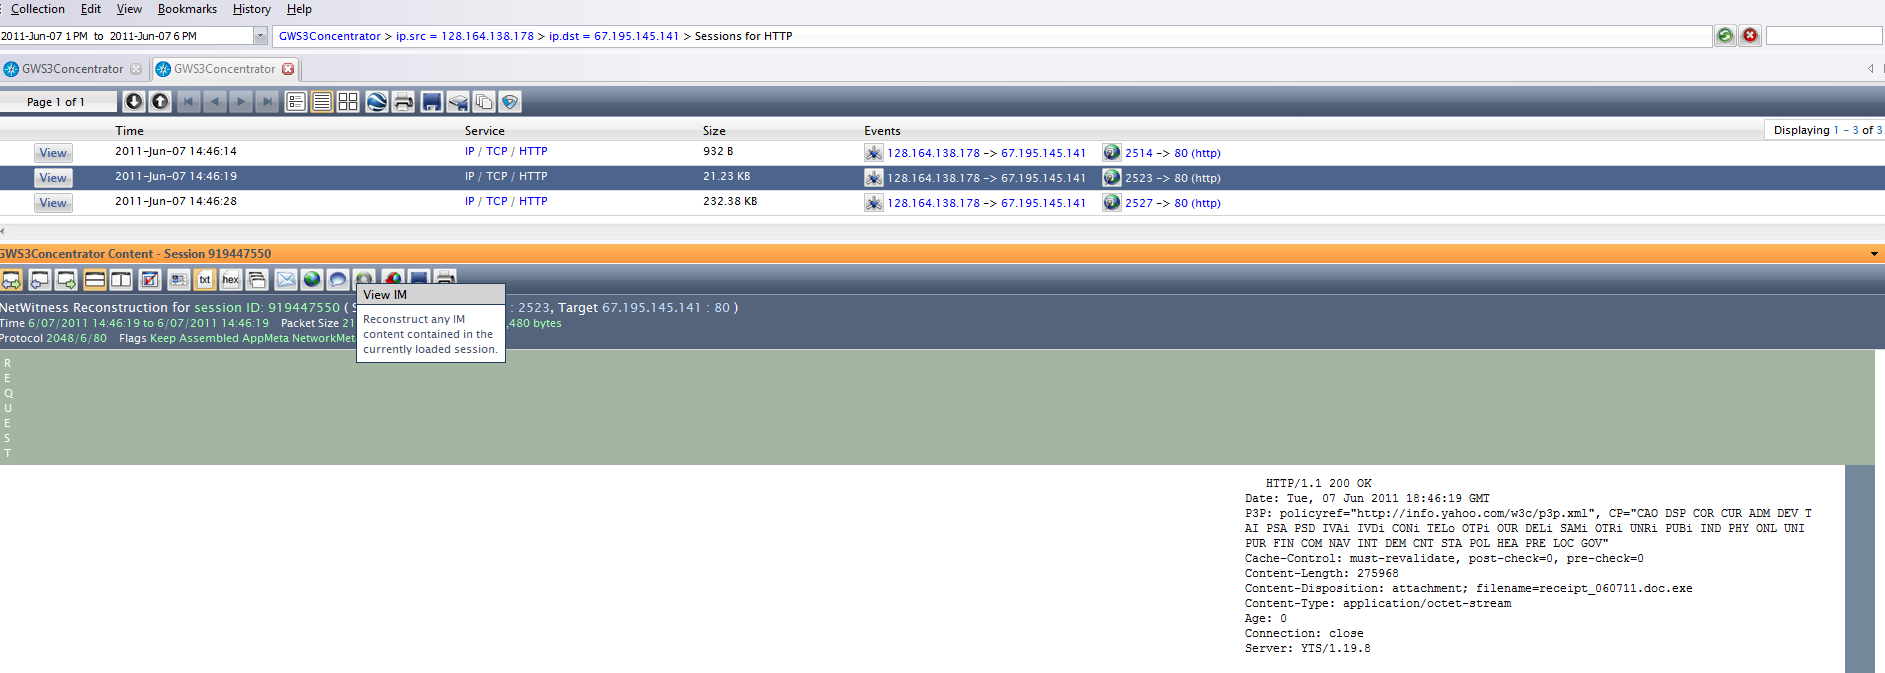 Collection Edit View Bookmarks History Help
2011-Jun-07 1 PM to 2011-Jun-07 6 PM GWS3Concentrator > ip.src = 128.164.138.178 > ip.dst = 67.195.145.141 > Sessions for HTTP
GWS3Concentrator GWS3Concentrator
Page 1 of 1
Time Service Size Events Displaying 1 - 3 of 3
View 2011-Jun-07 14:46:14 IP / TCP / HTTP 932 B 128.164.138.178 -> 67.195.145.141 2514 -> 80 (http)
View 2011-Jun-07 14:46:19 IP / TCP / HTTP 21.23 KB 128.164.138.178 -> 67.195.145.141 2523 -> 80 (http)
View 2011-Jun-07 14:46:28 IP / TCP / HTTP 232.38 KB 128.164.138.178 -> 67.195.145.141 2527 -> 80 (http)
GWS3Concentrator Content - Session 919447550
txt hex
View IM
Reconstruct any IM
content contained in the
currently loaded session.
NetWitness Reconstruction for session ID: 919447550 ( S : 2523, Target 67.195.145.141 : 80 )
Time 6/07/2011 14:46:19 to 6/07/2011 14:46:19 Packet Size 21 ,480 bytes
Protocol 2048/6/80 Flags Keep Assembled AppMeta NetworkMet
R
E
Q
U
E
S
T
HTTP/1.1 200 OK
Date: Tue, 07 Jun 2011 18:46:19 GMT
P3P: policyref="http://info.yahoo.com/w3c/p3p.xml", CP="CAO DSP COR CUR ADM DEV T
AI PSA PSD IVAi IVDi CONi TELo OTPi OUR DELi SAMi OTRi UNRi PUBi IND PHY ONL UNI
PUR FIN COM NAV INT DEM CNT STA POL HEA PRE LOC GOV"
Cache-Control: must-revalidate, post-check=0, pre-check=0
Content-Length: 275968
Content-Disposition: attachment; filename=receipt_060711.doc.exe
Content-Type: application/octet-stream
Age: 0
Connection: close
Server: YTS/1.19.8